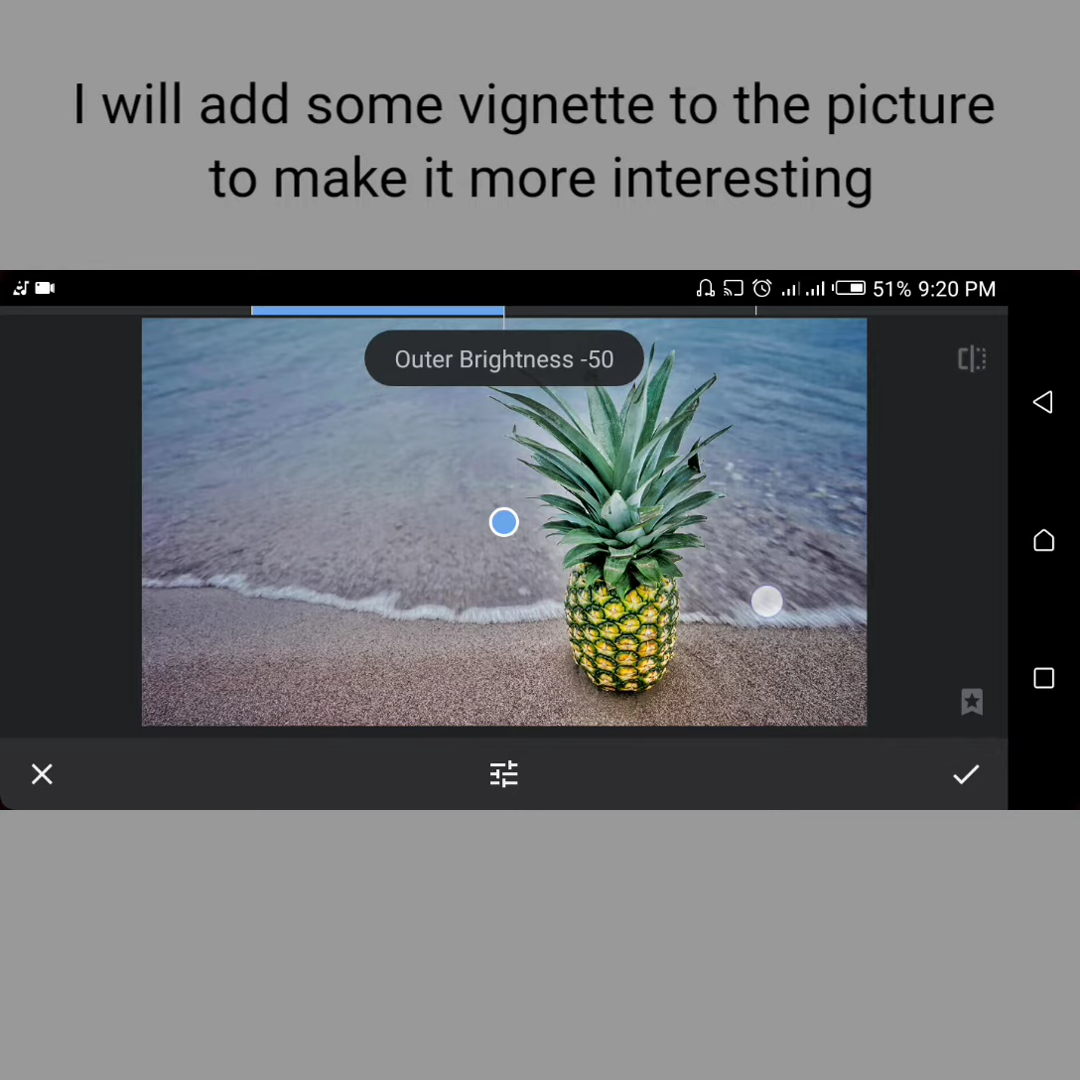 I will add some vignette to the picture
to make it more interesting
51% 9:20 PM
Outer Brightness -50